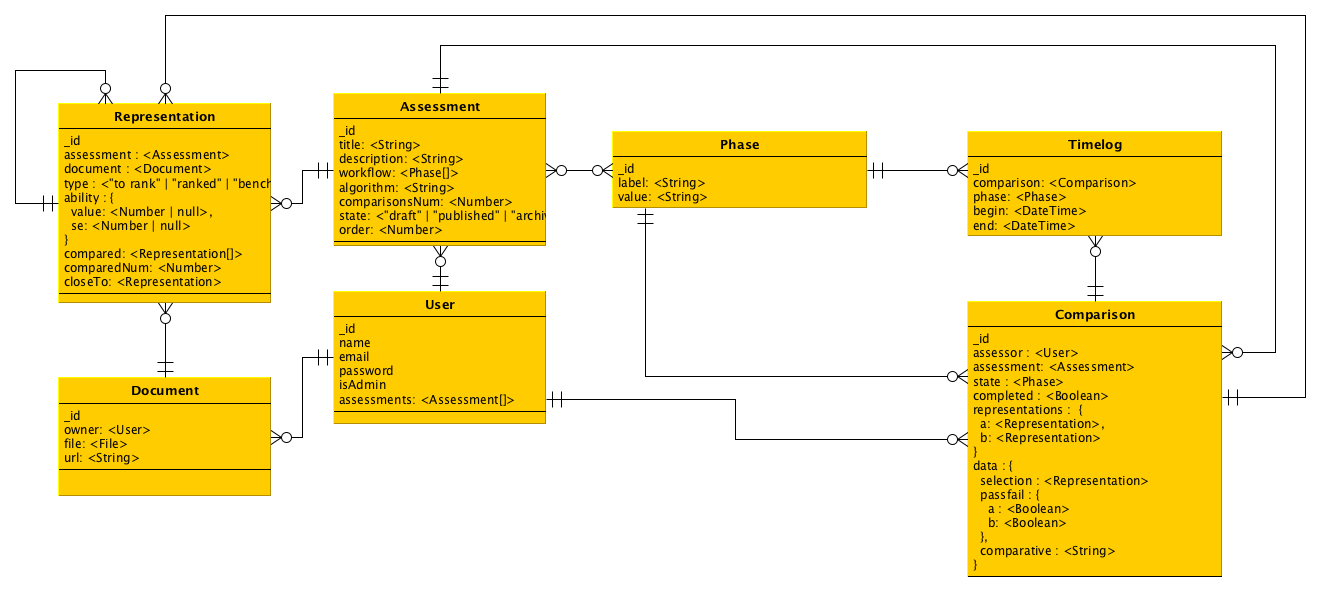 Representation
_id
assessment : <Assessment>
document : <Document>
type : <"to rank" | "ranked" | "bench
ability : {
value: <Number | null>,
se: <Number | null>
}
compared: <Representation[]>
comparedNum: <Number>
closeTo: <Representation>
Assessment
_id
title: <String>
description: <String>
workflow: <Phase[]>
algorithm: <String>
comparisonsNum: <Number>
state: <"draft" | "published" | "archiv
order: <Number>
Phase
_id
label: <String>
value: <String>
Timelog
_id
comparison: <Comparison>
phase: <Phase>
begin: <DateTime>
end: <DateTime>
Document
_id
owner: <User>
file: <File>
url: <String>
User
_id
name
email
password
isAdmin
assessments: <Assessment[]>
Comparison
_id
assessor : <User>
assessment: <Assessment>
state : <Phase>
completed : <Boolean>
representations : {
a: <Representation>,
b: <Representation>
}
data : {
selection : <Representation>
passfail : {
a : <Boolean>
b: <Boolean>
},
comparative : <String>
}